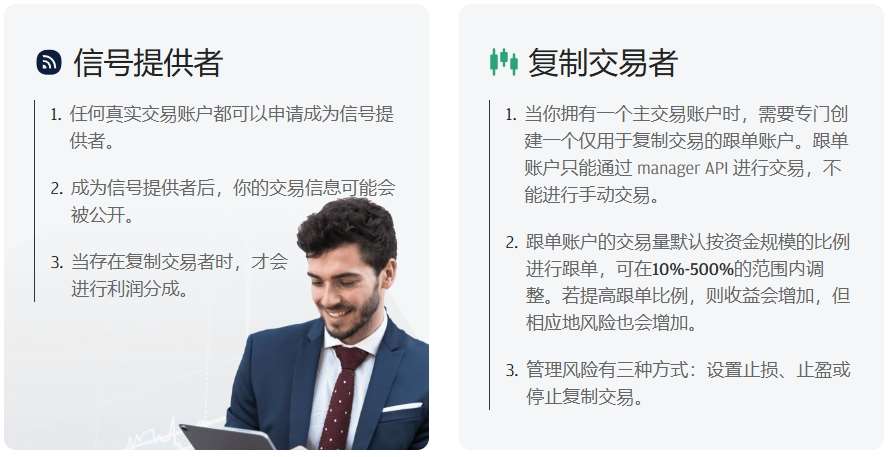 信号提供者
1. 任何真实交易账户都可以申请成为信号提
供者。
2. 成为信号提供者后，你的交易信息可能会
被公开。
3. 当存在复制交易者时，才会
进行利润分成。
复制交易者
1. 当你拥有一个主交易账户时，需要专门创
建一个仅用于复制交易的跟单账户。跟单
账户只能通过 manager API 进行交易，不
能进行手动交易。
2. 跟单账户的交易量默认按资金规模的比例
进行跟单，可在10%-500%的范围内调
整。若提高跟单比例，则收益会增加，但
相应地风险也会增加。
3. 管理风险有三种方式：设置止损、止盈或
停止复制交易。